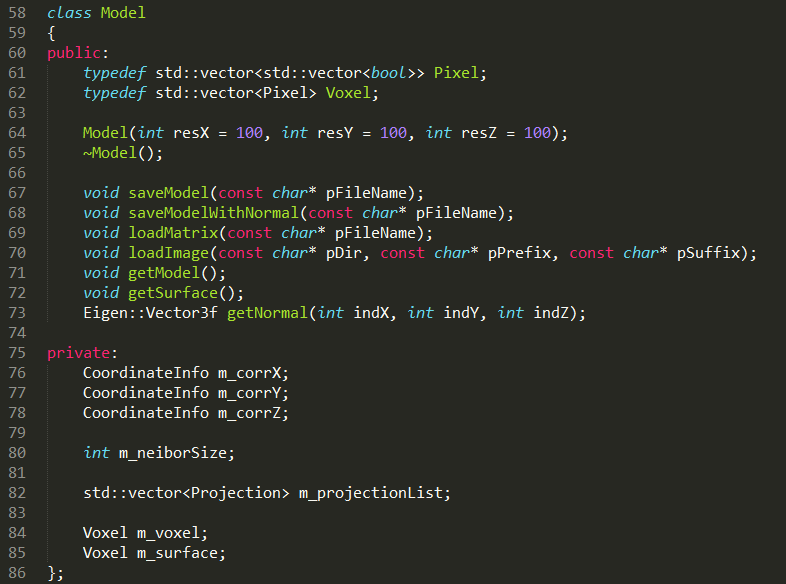 58 class Model
59 {
60 public:
61     typedef std::vector<std::vector<bool>> Pixel;
62     typedef std::vector<Pixel> Voxel;
63
64     Model(int resX = 100, int resY = 100, int resZ = 100);
65     ~Model();
66
67     void saveModel(const char* pFileName);
68     void saveModelWithNormal(const char* pFileName);
69     void loadMatrix(const char* pFileName);
70     void loadImage(const char* pDir, const char* pPrefix, const char* pSuffix);
71     void getModel();
72     void getSurface();
73     Eigen::Vector3f getNormal(int indX, int indY, int indZ);
74
75 private:
76     CoordinateInfo m_corrX;
77     CoordinateInfo m_corrY;
78     CoordinateInfo m_corrZ;
79
80     int m_neiborSize;
81
82     std::vector<Projection> m_projectionList;
83
84     Voxel m_voxel;
85     Voxel m_surface;
86 };